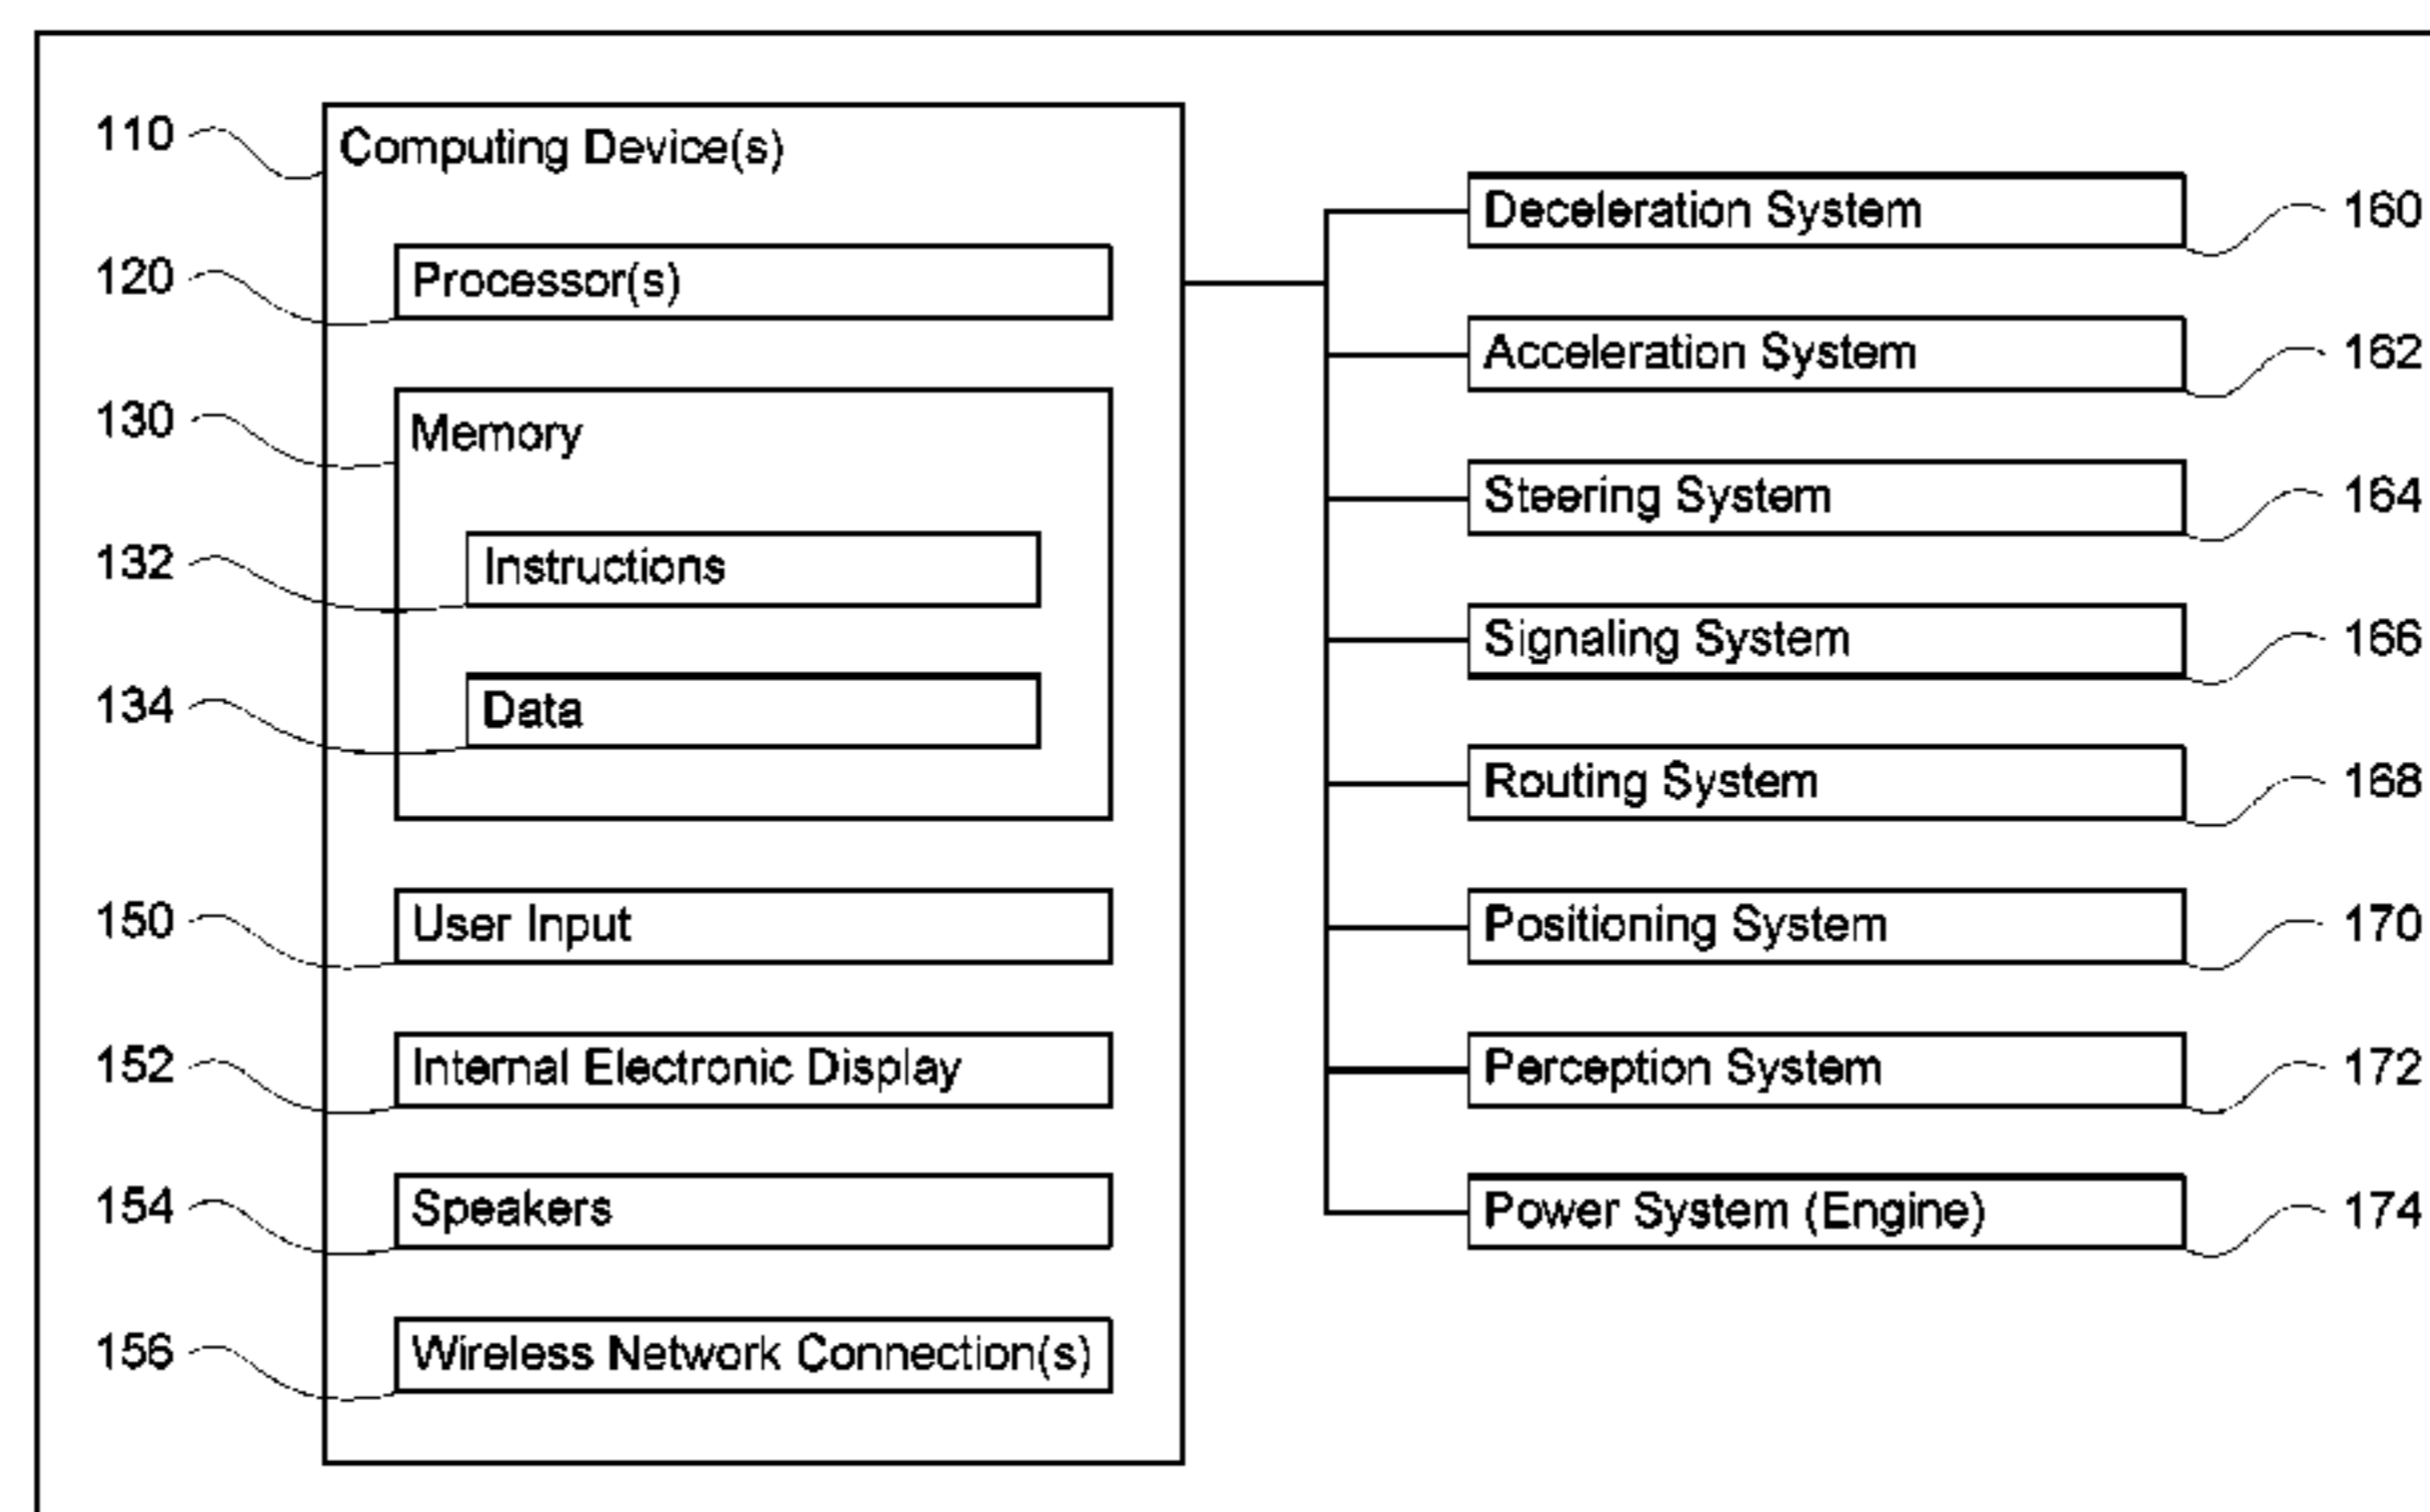 110 Computing Device(s)
120 Processor(s)
130 Memory
132 Instructions
134 Data
150 User Input
152 Internal Electronic Display
154 Speakers
156 Wireless Network Connection(s)
Deceleration System 160
Acceleration System 162
Steering System 164
Signaling System 166
Routing System 168
Positioning System 170
Perception System 172
Power System (Engine) 174